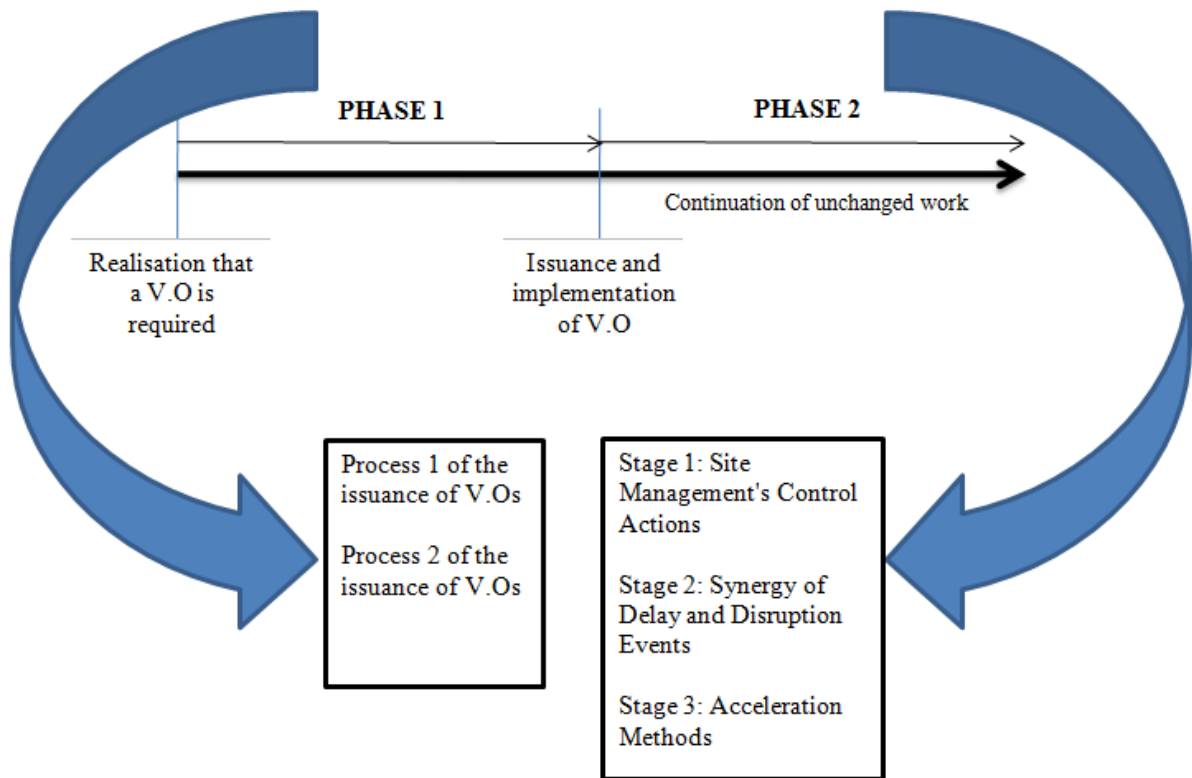 PHASE 1
PHASE 2
Continuation of unchanged work
Realisation that
a V.O is
required
Issuance and
implementation
of V.O
Process 1 of the
issuance of V.Os
Process 2 of the
issuance of V.Os
Stage 1: Site
Management's Control
Actions
Stage 2: Synergy of
Delay and Disruption
Events
Stage 3: Acceleration
Methods